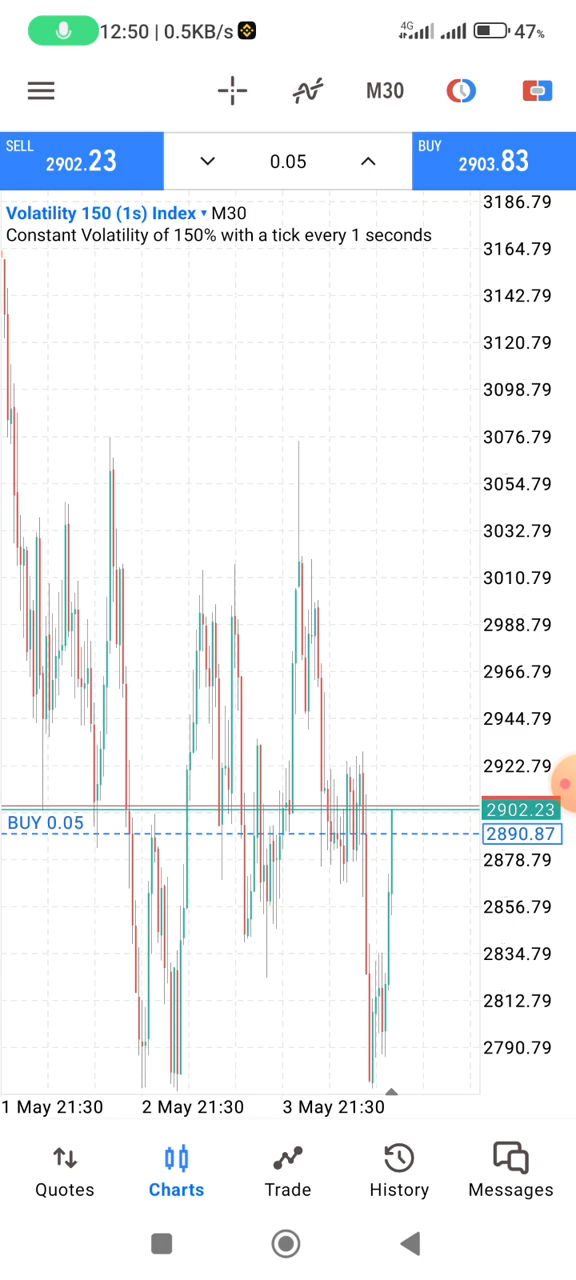 12:50 | 0.5KB/s
4G
47%
M30
SELL
2902.23
0.05
BUY
2903.83
Volatility 150 (1s) Index ▾ M30
Constant Volatility of 150% with a tick every 1 seconds
3186.79
3164.79
3142.79
3120.79
3098.79
3076.79
3054.79
3032.79
3010.79
2988.79
2966.79
2944.79
2922.79
2902.23
BUY 0.05
2890.87
2878.79
2856.79
2834.79
2812.79
2790.79
1 May 21:30
2 May 21:30
3 May 21:30
Quotes
Charts
Trade
History
Messages